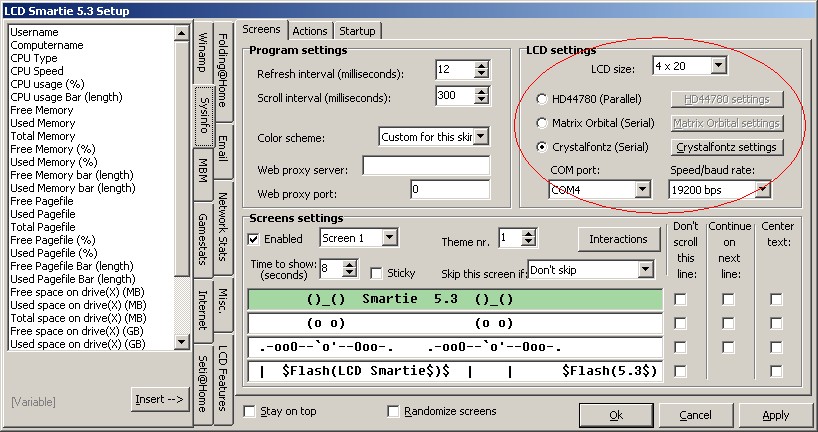 LCD Smartie 5.3 Setup
Username
Computername
CPU Type
CPU Speed
CPU usage (%)
CPU usage Bar (length)
Free Memory
Used Memory
Total Memory
Free Memory (%)
Used Memory (%)
Free Memory bar (length)
Used Memory bar (length)
Free Pagefile
Used Pagefile
Total Pagefile
Free Pagefile (%)
Used Pagefile (%)
Free Pagefile Bar (length)
Used Pagefile Bar (length)
Free space on drive(X) (MB)
Used space on drive(X) (MB)
Total space on drive(X) (MB)
Free space on drive(X) (GB)
Used space on drive(X) (GB)
[Variable]
Insert -->
Winamp
Sysinfo
MBM
Gamestats
Internet
Seti@Home
Folding@Home
Email
Network Stats
Misc.
LCD Features
Screens
Actions
Startup
Program settings
Refresh interval (milliseconds):
12
Scroll interval (milliseconds):
300
Color scheme:
Custom for this skir
Web proxy server:
Web proxy port:
0
LCD settings
LCD size:
4 x 20
HD44780 (Parallel)
HD44780 settings
Matrix Orbital (Serial)
Matrix Orbital settings
Crystalfontz (Serial)
Crystalfontz settings
COM port:
Speed/baud rate:
COM4
19200 bps
Screens settings
Enabled
Screen 1
Theme nr.
1
Interactions
Time to show:
(seconds)
8
Sticky
Skip this screen if:
Don't skip
Don't
scroll
this
line:
Continue
on
next
line:
Center
text:
()_() Smartie 5.3 ()_()
(o o) (o o)
.-ooO--`o'--Ooo-. .-ooO--`o'--Ooo-.
| $Flash(LCD Smartie$)$ | | $Flash(5.3$)
Stay on top
Randomize screens
Ok
Cancel
Apply